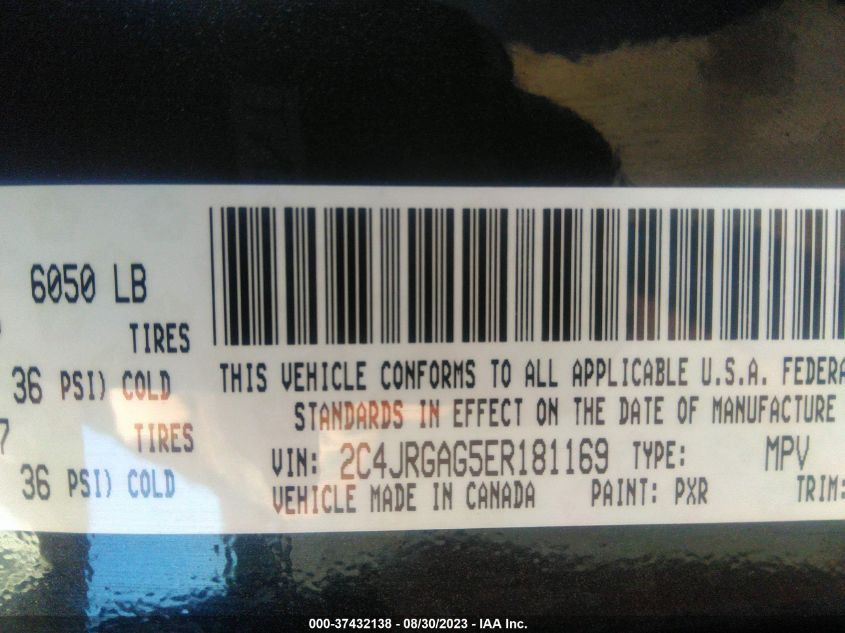 6050 LB
TIRES
36 PSI) COLD
7 TIRES
36 PSI) COLD
THIS VEHICLE CONFORMS TO ALL APPLICABLE U.S.A. FEDERA
STANDARDS IN EFFECT ON THE DATE OF MANUFACTURE
VIN: 2C4JRGAG5ER181169 TYPE: MPV
VEHICLE MADE IN CANADA PAINT: PXR TRIM:
000-37432138 - 08/30/2023 - IAA Inc.